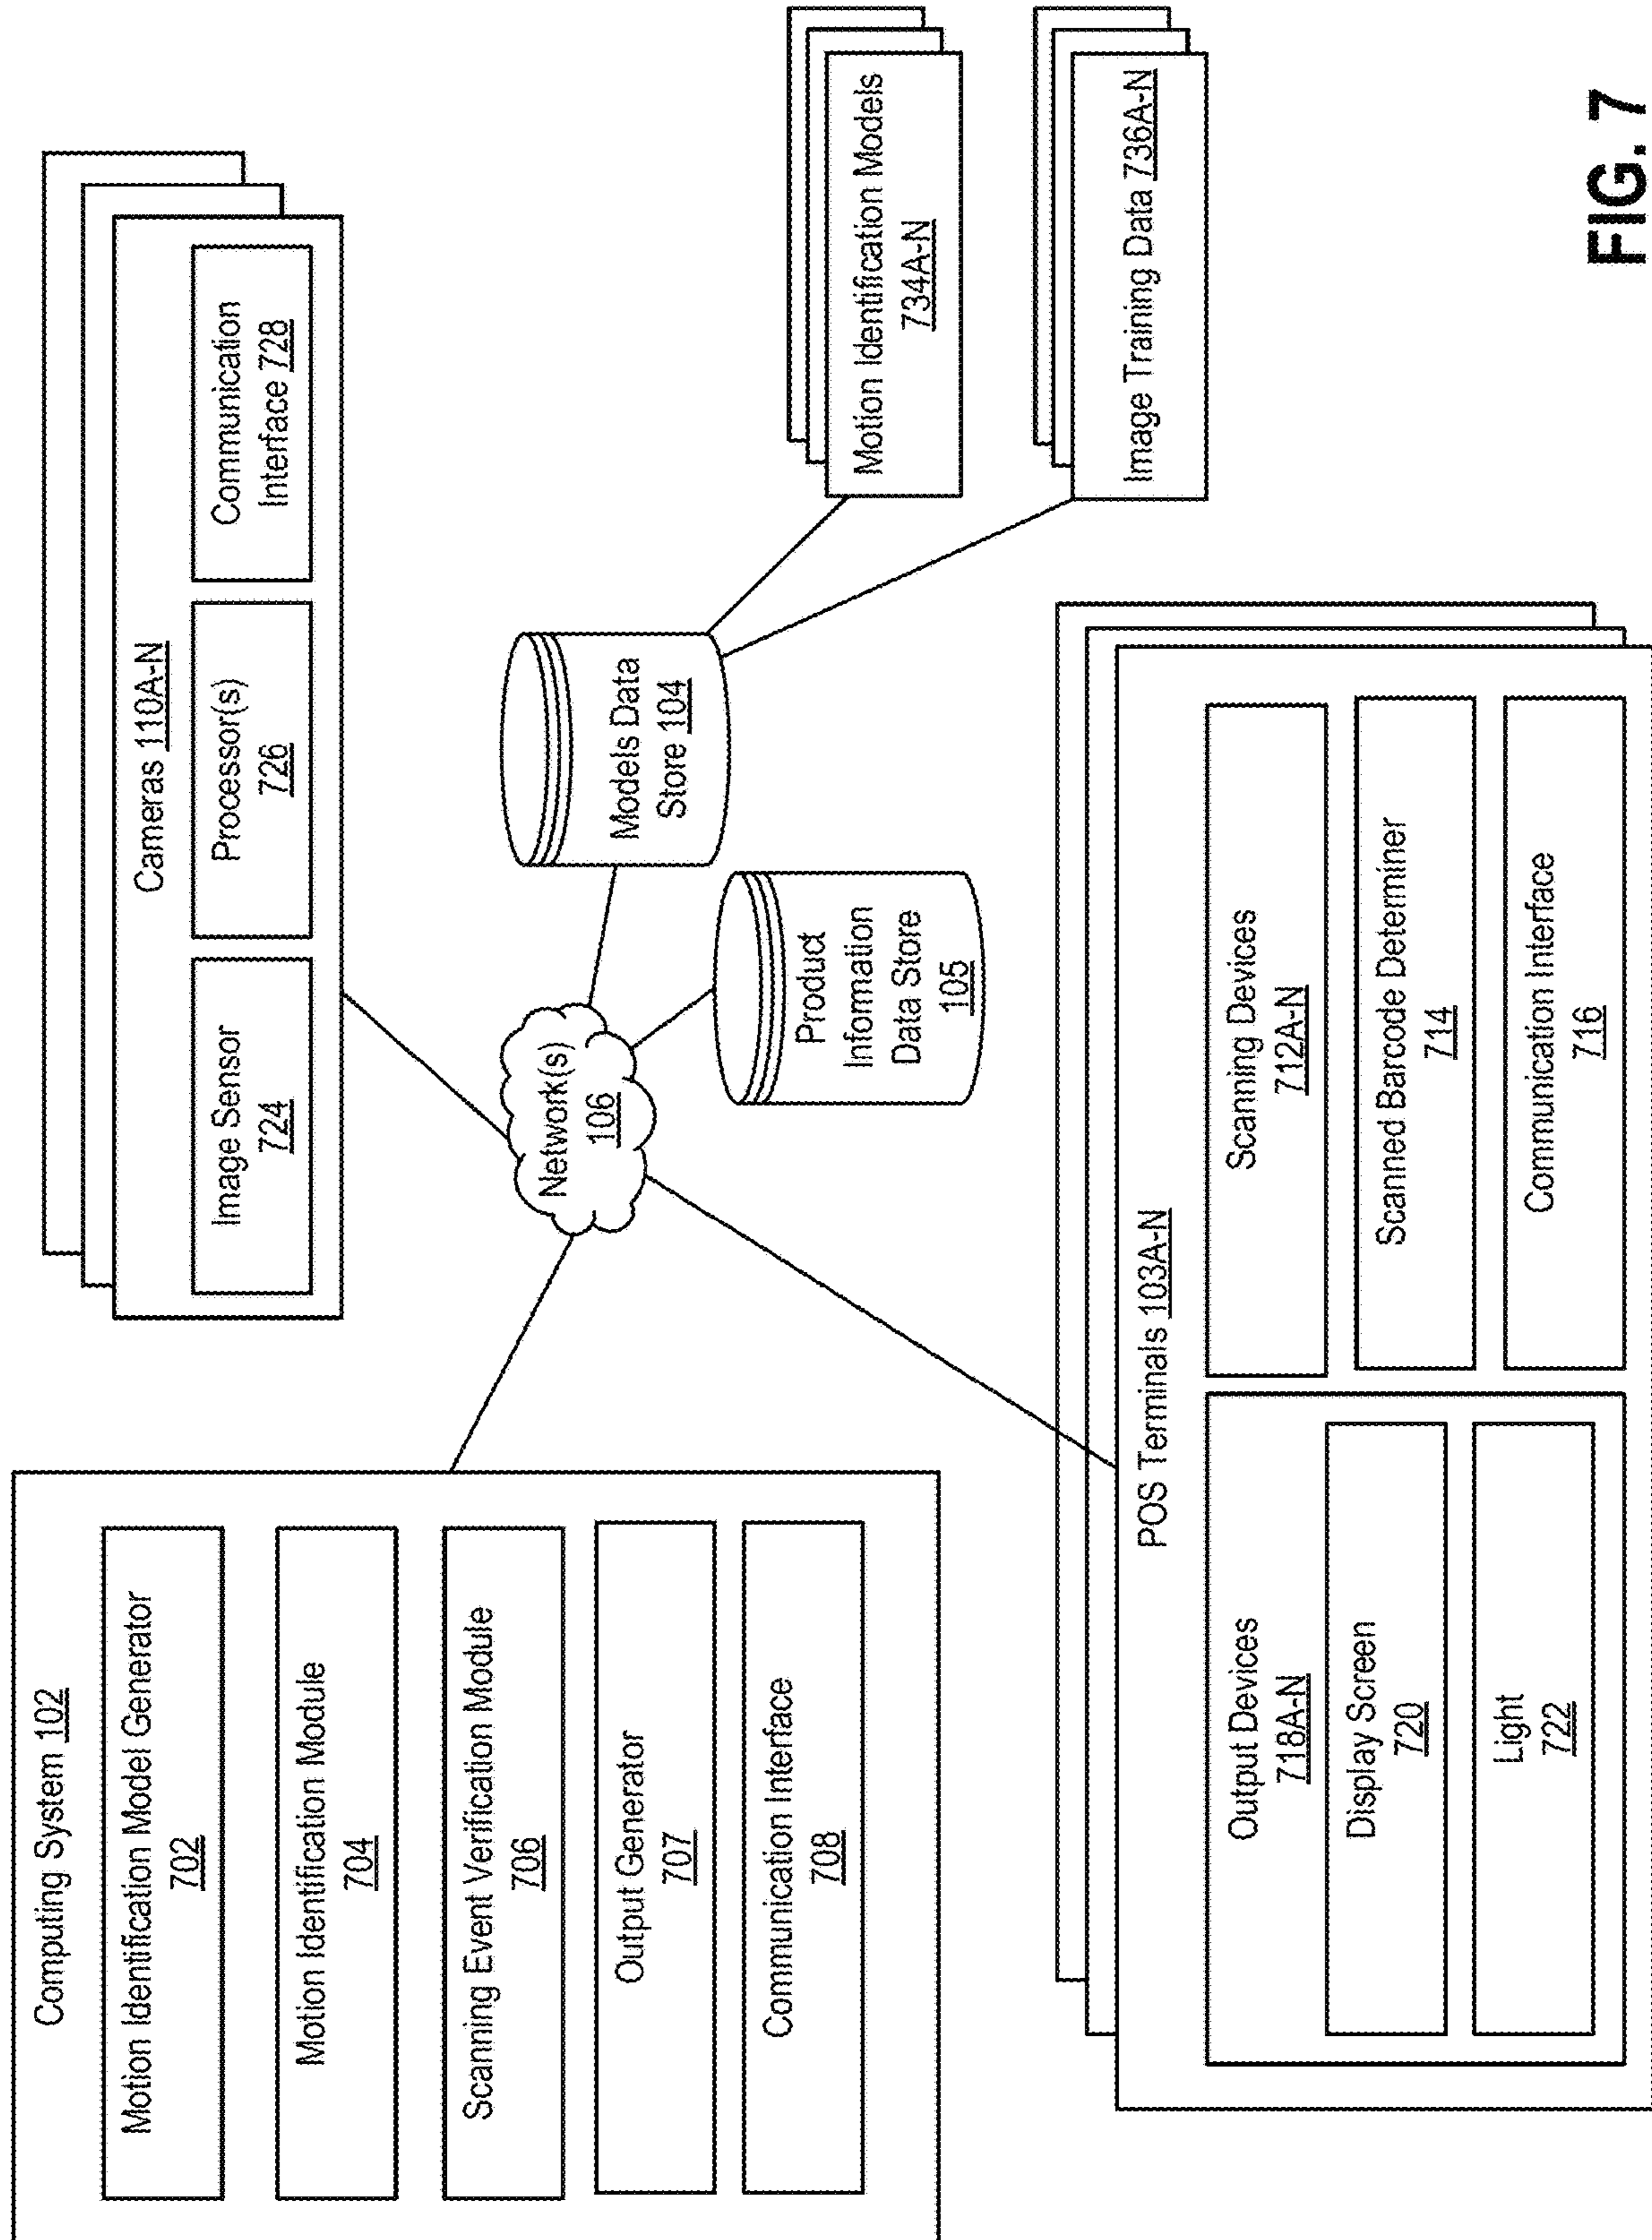 Computing System 102
Motion Identification Model Generator
702
Motion Identification Module
704
Scanning Event Verification Module
706
Output Generator
707
Communication Interface
708
Cameras 110A-N
Image Sensor
724
Processor(s)
726
Communication
Interface 728
Network(s)
106
Models Data
Store 104
Product
Information
Data Store
105
Motion Identification Models
734A-N
Image Training Data 736A-N
POS Terminals 103A-N
Output Devices
718A-N
Display Screen
720
Light
722
Scanning Devices
712A-N
Scanned Barcode Determiner
714
Communication Interface
716
FIG. 7